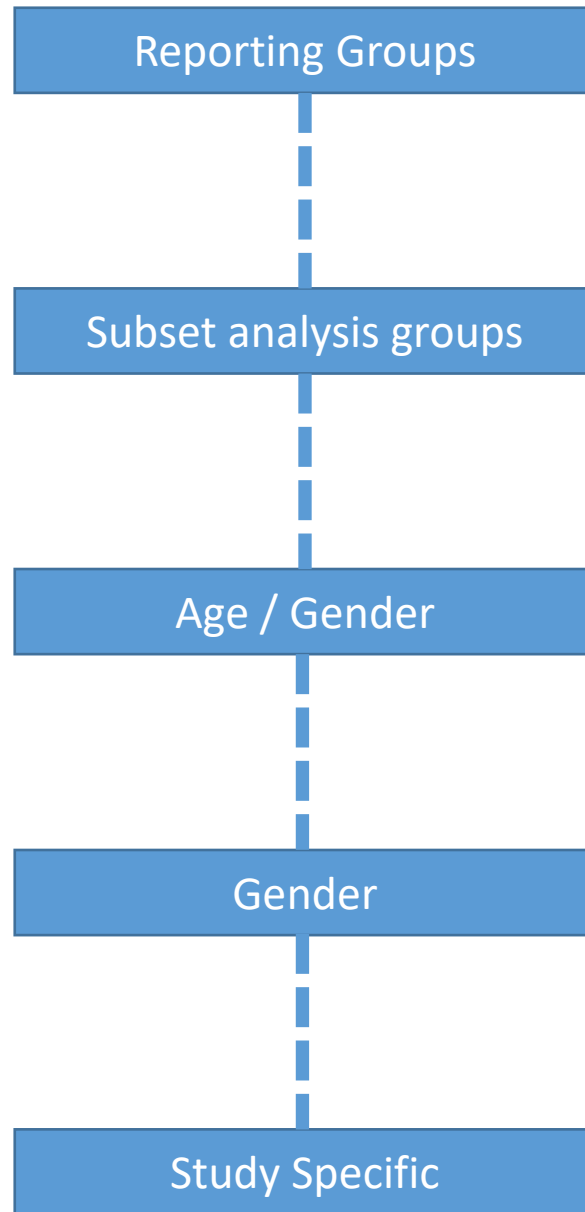 Reporting Groups
Subset analysis groups
Age / Gender
Gender
Study Specific